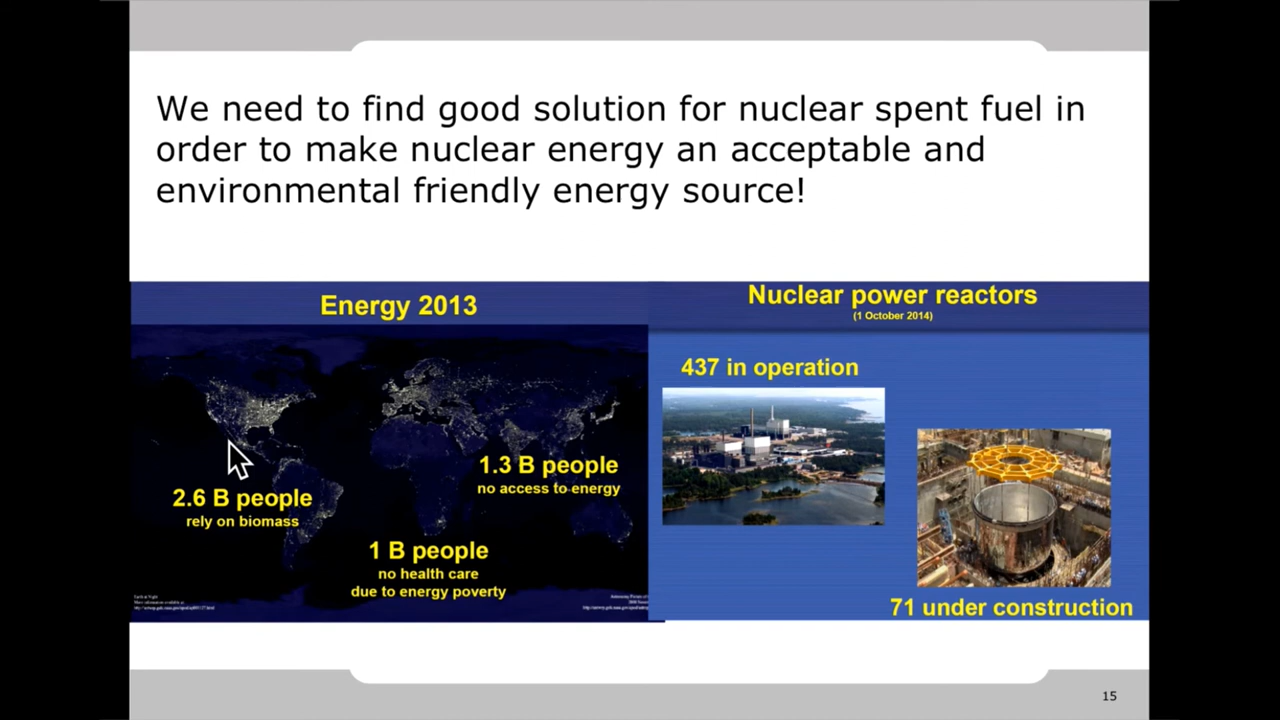 We need to find good solution for nuclear spent fuel in
order to make nuclear energy an acceptable and
environmental friendly energy source!
Energy 2013
2.6 B people
rely on biomass
1.3 B people
no access to energy
1 B people
no health care
due to energy poverty
Nuclear power reactors
(1 October 2014)
437 in operation
71 under construction
15